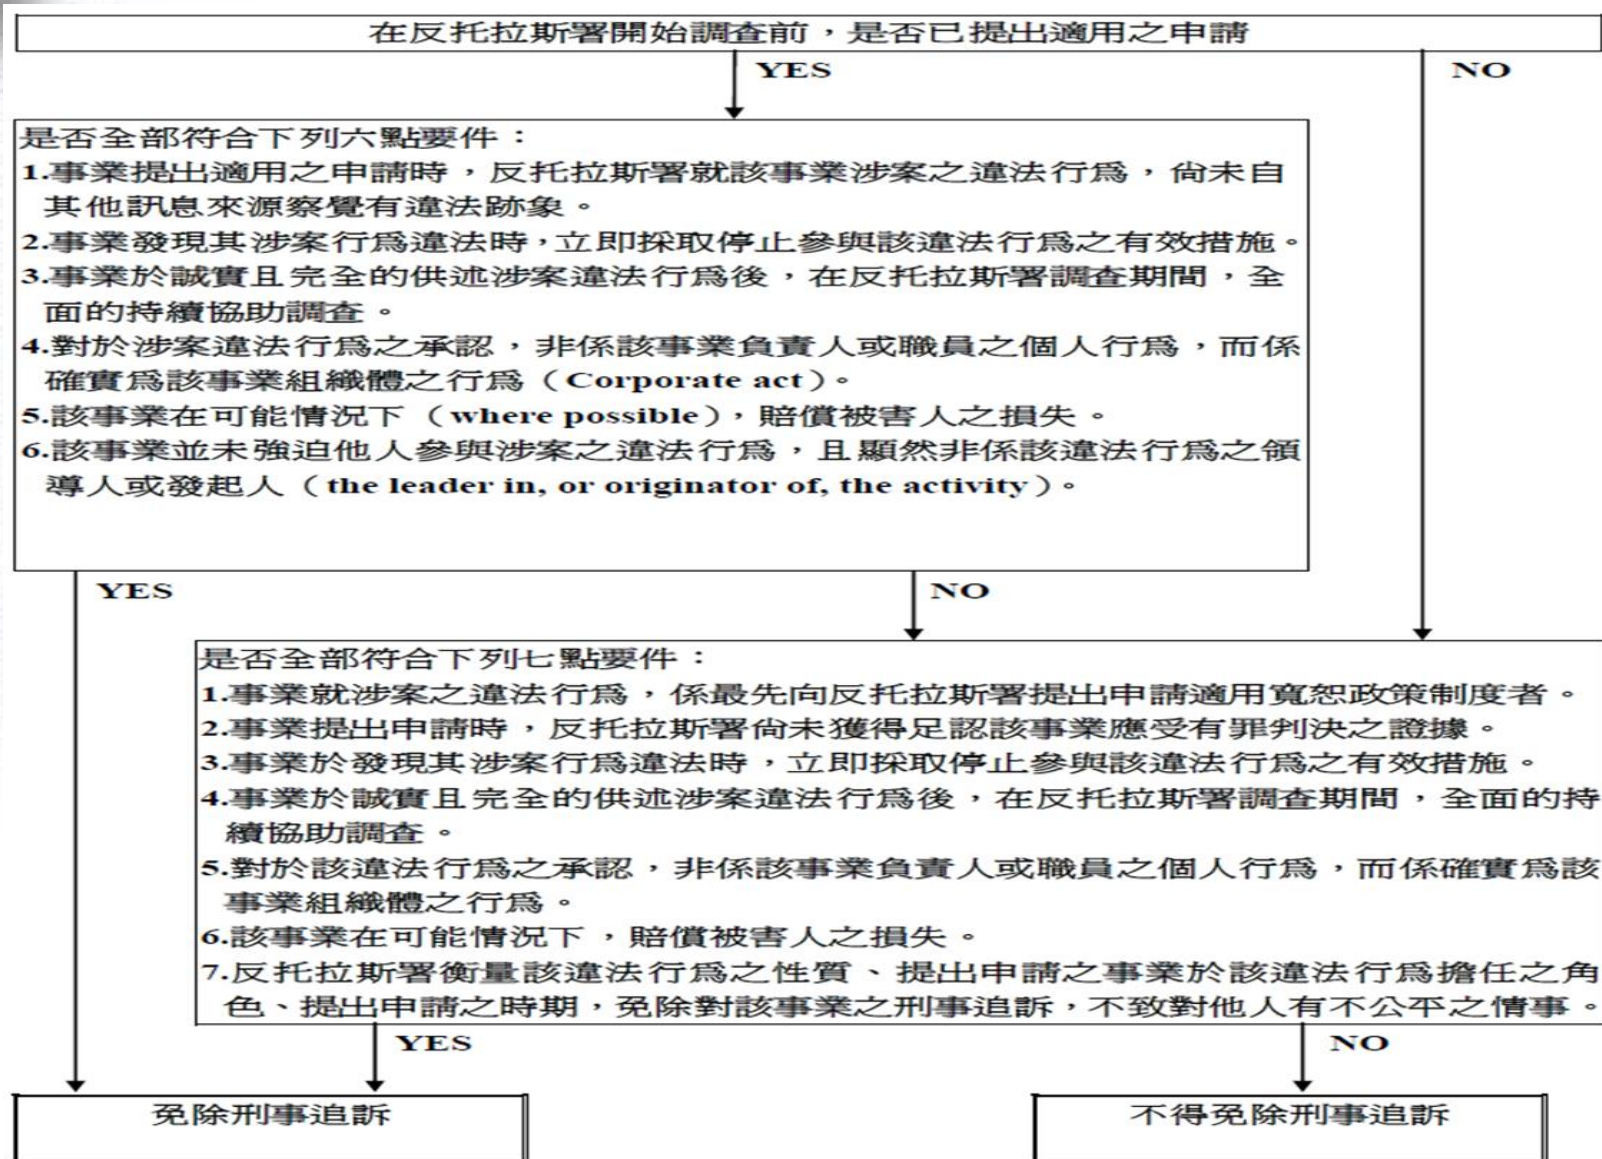 在反托拉斯署開始調查前，是否已提出適用之申請
YES
NO
是否全部符合下列六點要件：
1.事業提出適用之申請時，反托拉斯署就該事業涉案之違法行為，尚未自
其他訊息來源察覺有違法跡象。
2.事業發現其涉案行為違法時，立即採取停止參與該違法行為之有效措施。
3.事業於誠實且完全的供述涉案違法行為後，在反托拉斯署調查期間，全
面的持續協助調查。
4.對於涉案違法行為之承認，非係該事業負責人或職員之個人行為，而係
確實為該事業組織體之行為（Corporate act）。
5.該事業在可能情況下（where possible），賠償被害人之損失。
6.該事業並未強迫他人參與涉案之違法行為，且顯然非係該違法行為之領
導人或發起人（the leader in, or originator of, the activity）。
YES
NO
是否全部符合下列七點要件：
1.事業就涉案之違法行為，係最先向反托拉斯署提出申請適用寬恕政策制度者。
2.事業提出申請時，反托拉斯署尚未獲得足認該事業應受有罪判決之證據。
3.事業於發現其涉案行為違法時，立即採取停止參與該違法行為之有效措施。
4.事業於誠實且完全的供述涉案違法行為後，在反托拉斯署調查期間，全面的持
續協助調查。
5.對於該違法行為之承認，非係該事業負責人或職員之個人行為，而係確實為該
事業組織體之行為。
6.該事業在可能情況下，賠償被害人之損失。
7.反托拉斯署衡量該違法行為之性質、提出申請之事業於該違法行為擔任之角
色、提出申請之時期，免除對該事業之刑事追訴，不致對他人有不公平之情事。
YES
NO
免除刑事追訴
不得免除刑事追訴